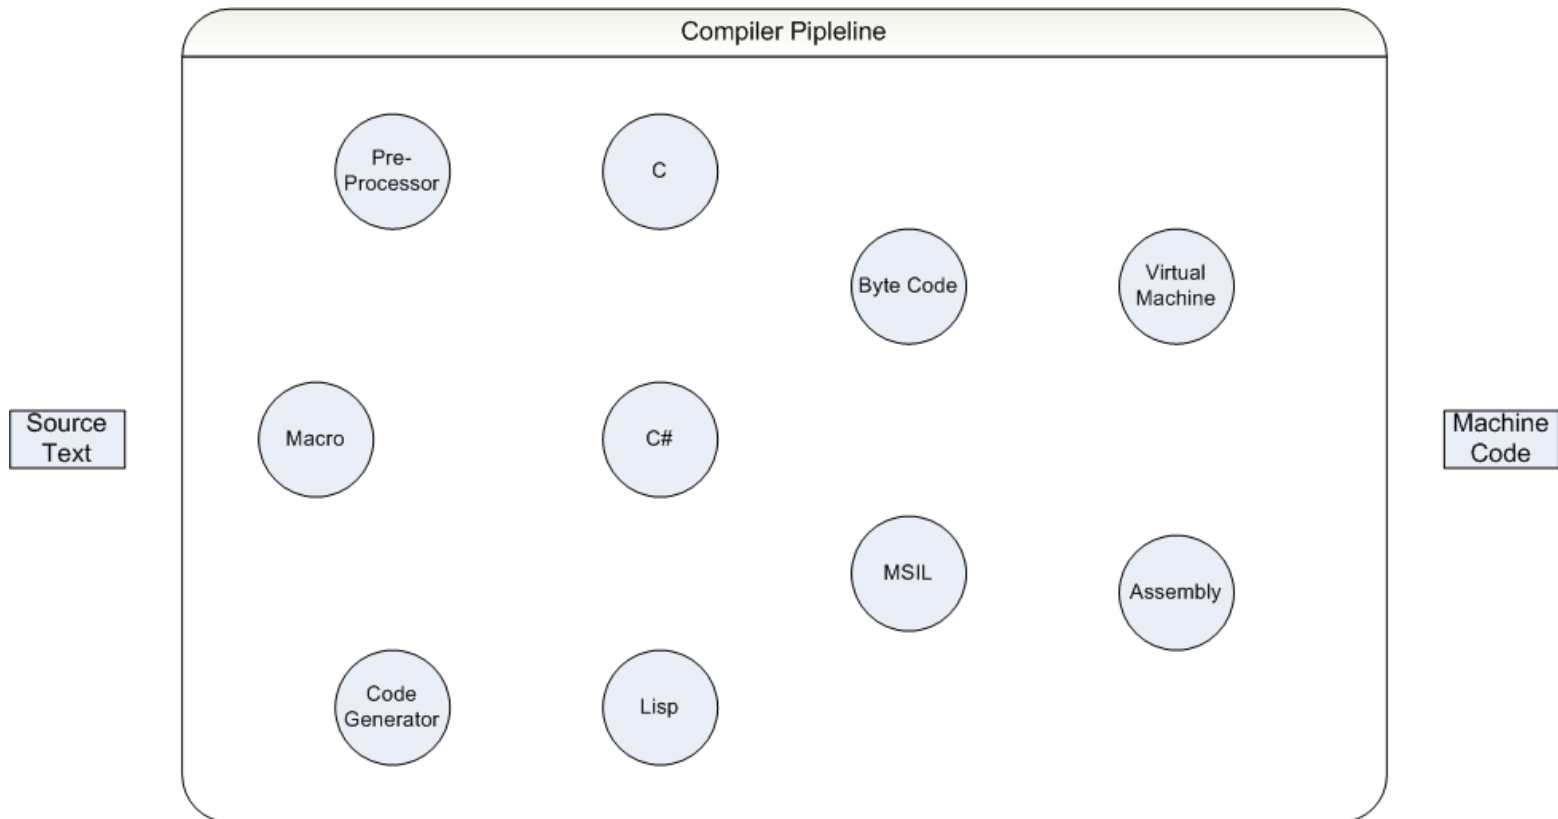 Compiler Pipleline
Pre-
Processor
C
Byte Code
Virtual
Machine
Source
Text
Macro
C#
Machine
Code
MSIL
Assembly
Code
Generator
Lisp